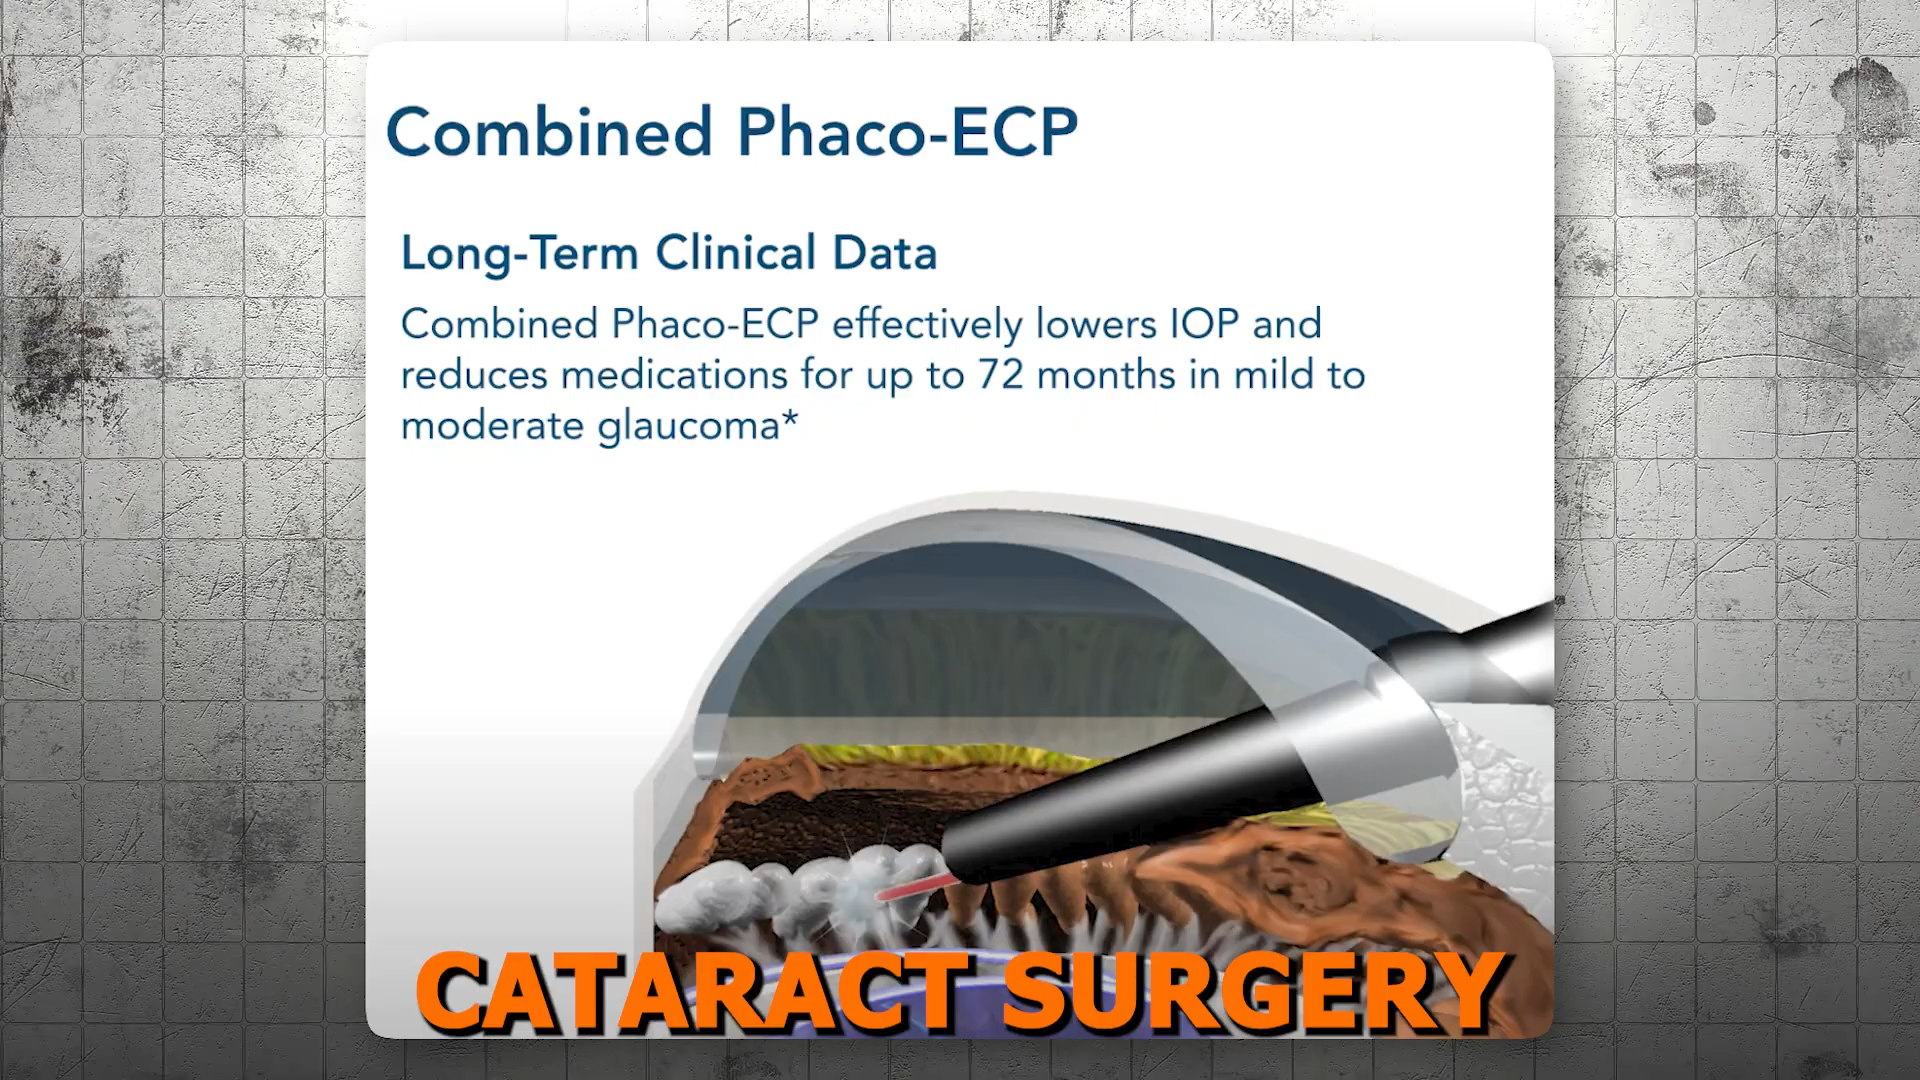 Combined Phaco-ECP
Long-Term Clinical Data
Combined Phaco-ECP effectively lowers IOP and
reduces medications for up to 72 months in mild to
moderate glaucoma*
CATARACT SURGERY